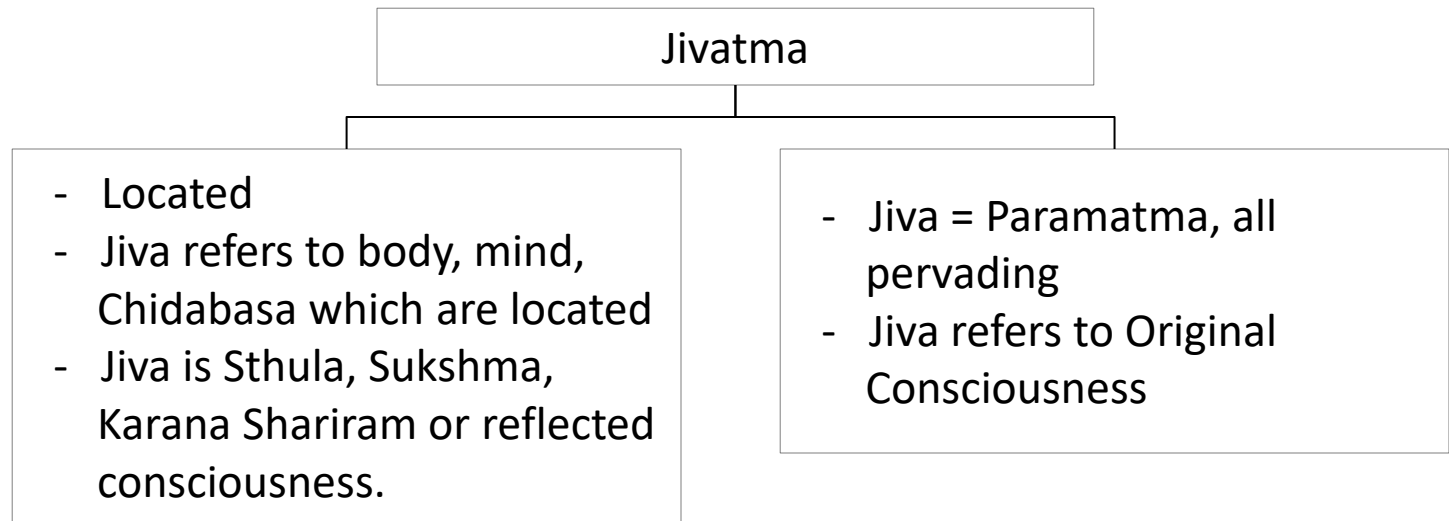 Jivatma
- Located
- Jiva refers to body, mind,
Chidabasa which are located
- Jiva is Sthula, Sukshma,
Karana Shariram or reflected
consciousness.
- Jiva = Paramatma, all
pervading
- Jiva refers to Original
Consciousness